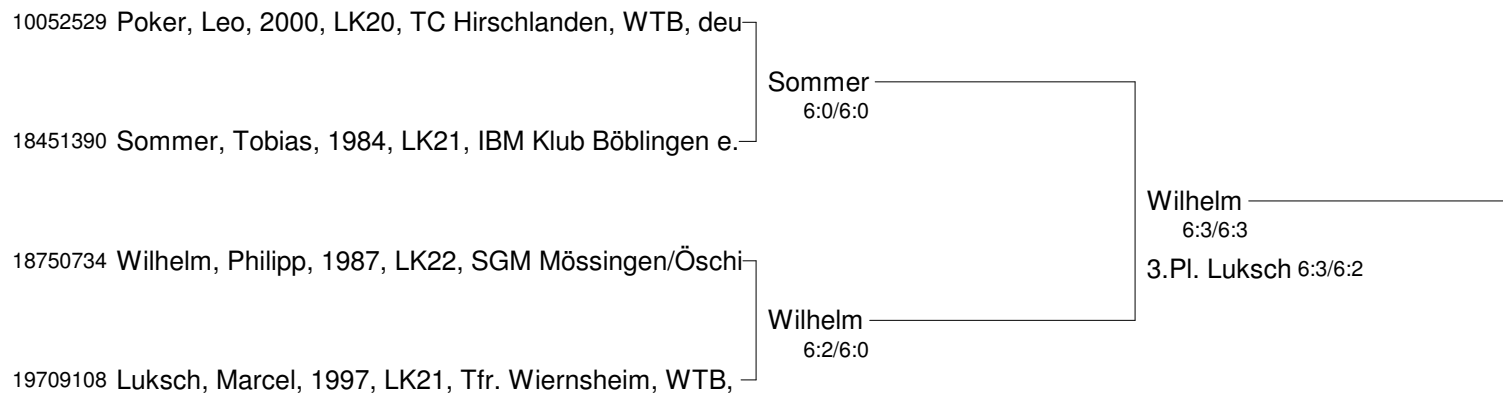 10052529 Poker, Leo, 2000, LK20, TC Hirschlanden, WTB, deu
Sommer
6:0/6:0
18451390 Sommer, Tobias, 1984, LK21, IBM Klub Böblingen e.
Wilhelm
6:3/6:3
18750734 Wilhelm, Philipp, 1987, LK22, SGM Mössingen/Öschi
3.Pl. Luksch 6:3/6:2
Wilhelm
6:2/6:0
19709108 Luksch, Marcel, 1997, LK21, Tfr. Wiernsheim, WTB,